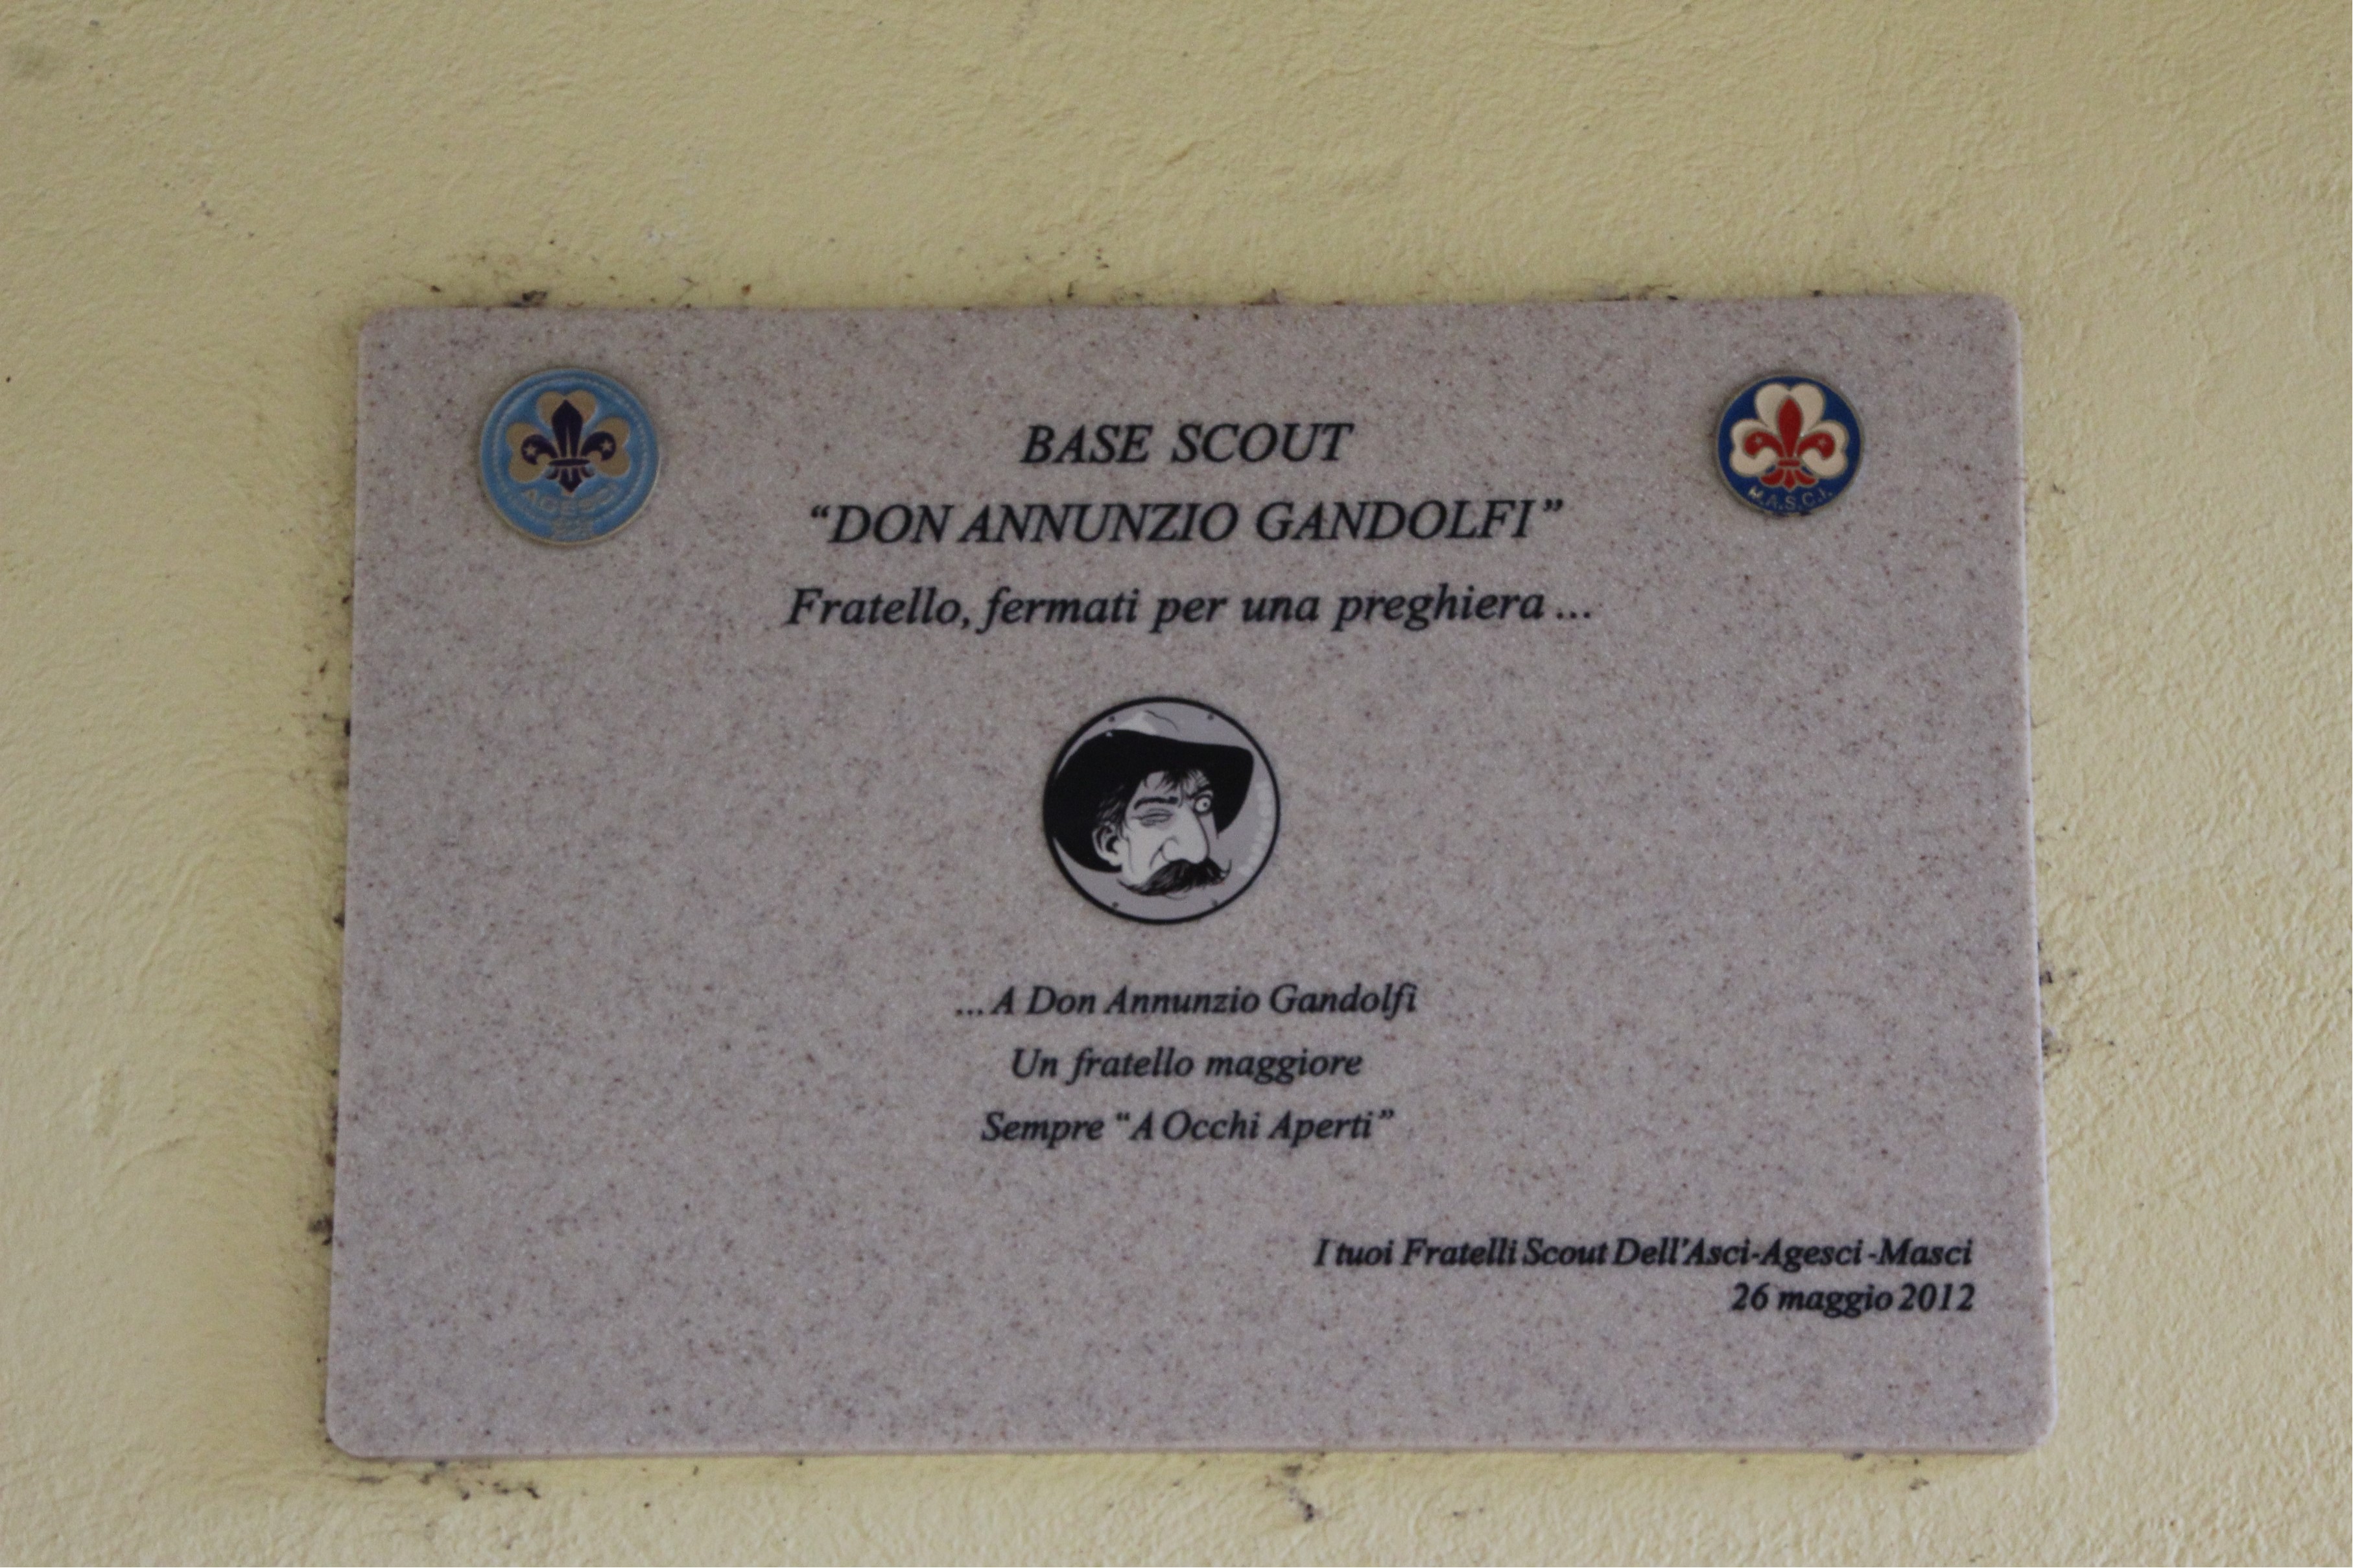 AGESCI
BASE SCOUT
M.A.S.C.I.
“DON ANNUNZIO GANDOLFI”
Fratello, fermati per una preghiera...
...A Don Annunzio Gandolfi
Un fratello maggiore
Sempre “A Occhi Aperti”
I tuoi Fratelli Scout Dell'Asci-Agesci-Masci
26 maggio 2012